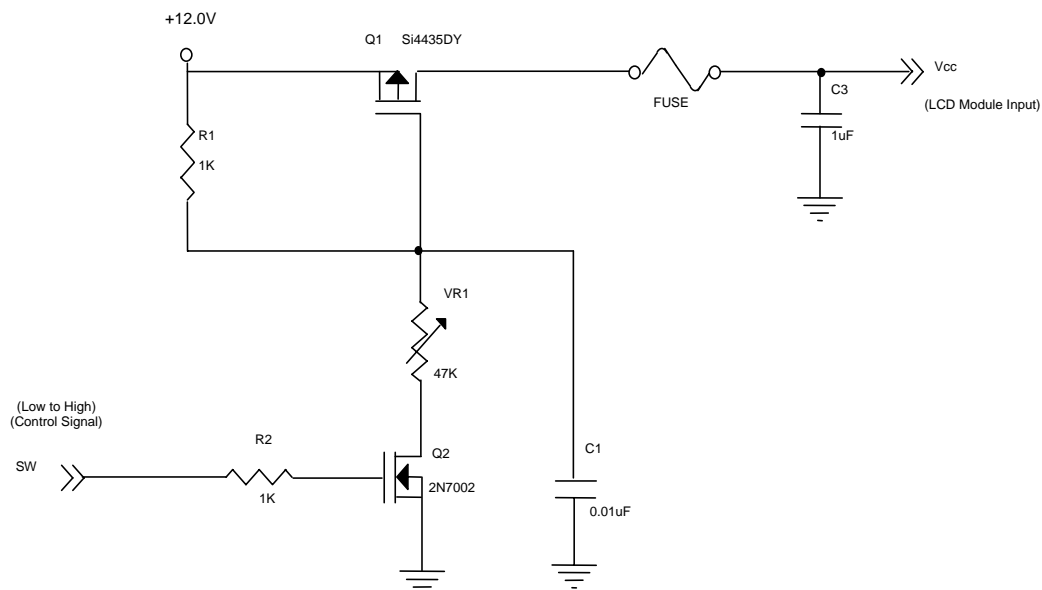 +12.0V
Q1 Si4435DY
Vcc
C3
FUSE
(LCD Module Input)
R1
1uF
1K
VR1
47K
(Low to High)
(Control Signal)
R2
Q2
C1
SW
2N7002
1K
0.01uF